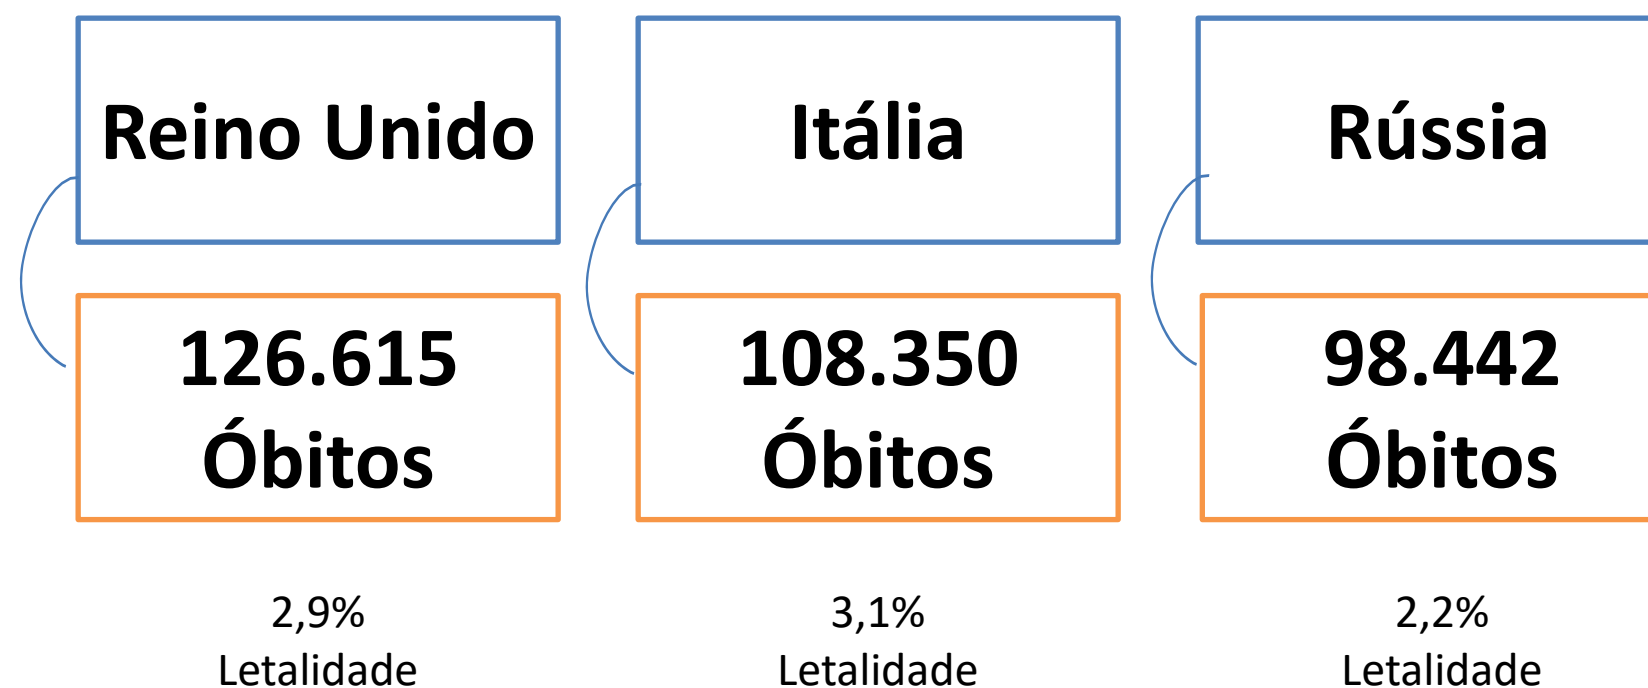 Reino Unido
126.615
Óbitos
2,9%
Letalidade
Itália
108.350
Óbitos
3,1%
Letalidade
Rússia
98.442
Óbitos
2,2%
Letalidade